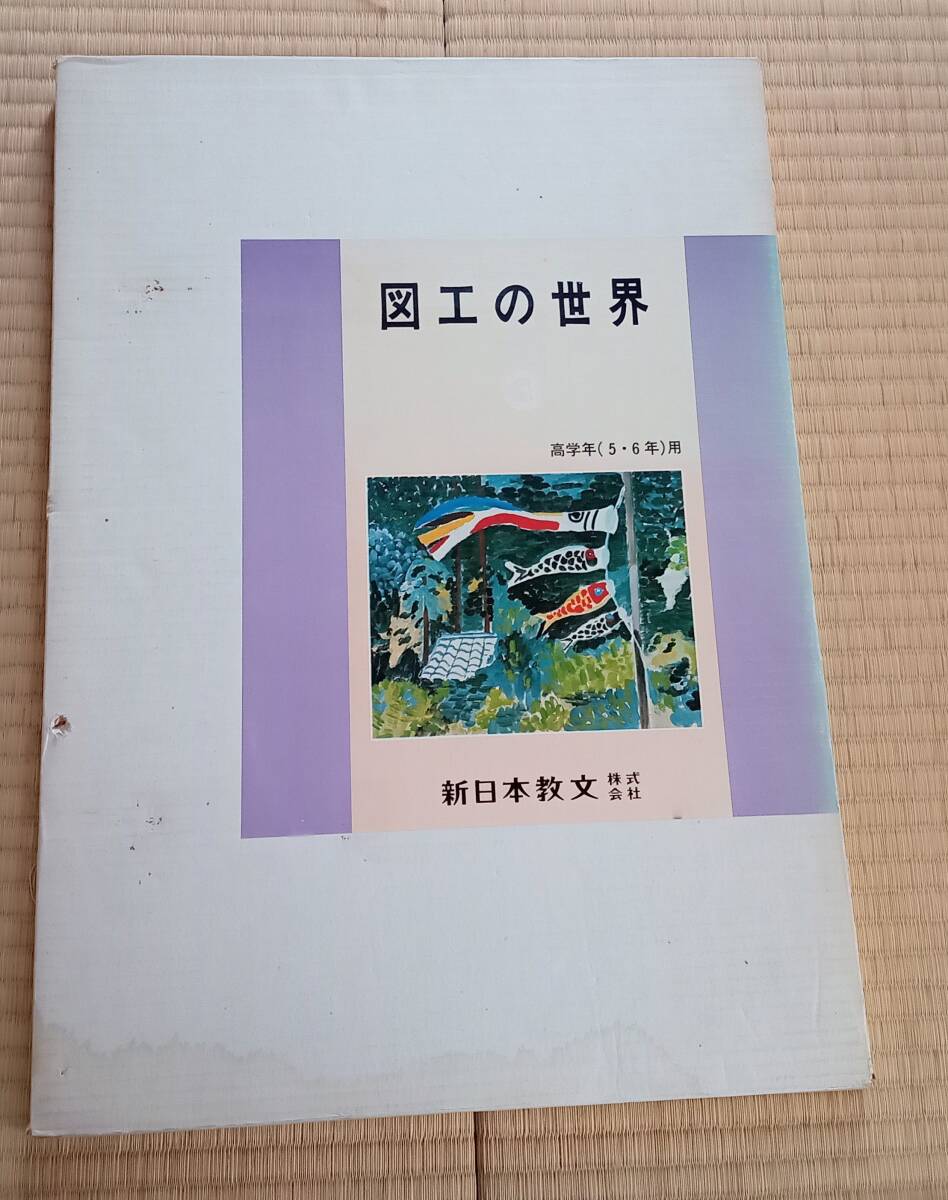 図工の世界
高学年(5・6年)用
新日本教文株式会社